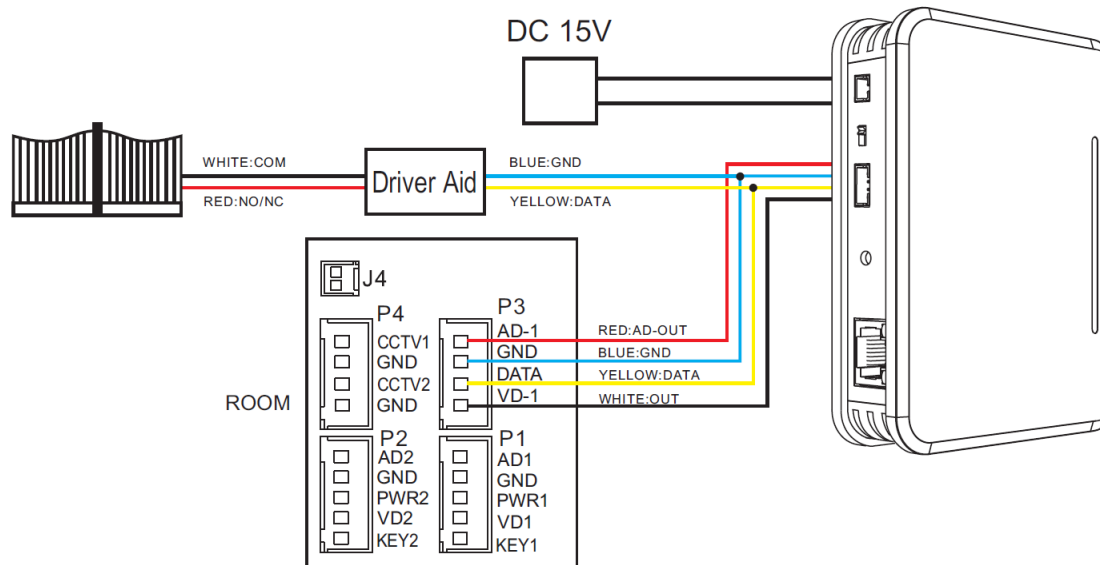 DC 15V
WHITE:COM
RED:NO/NC
Driver Aid
BLUE:GND
YELLOW:DATA
J4
P4
CCTV1
GND
CCTV2
GND
P3
AD-1
GND
DATA
VD-1
RED:AD-OUT
BLUE:GND
YELLOW:DATA
WHITE:OUT
ROOM
P2
AD2
GND
PWR2
VD2
KEY2
P1
AD1
GND
PWR1
VD1
KEY1